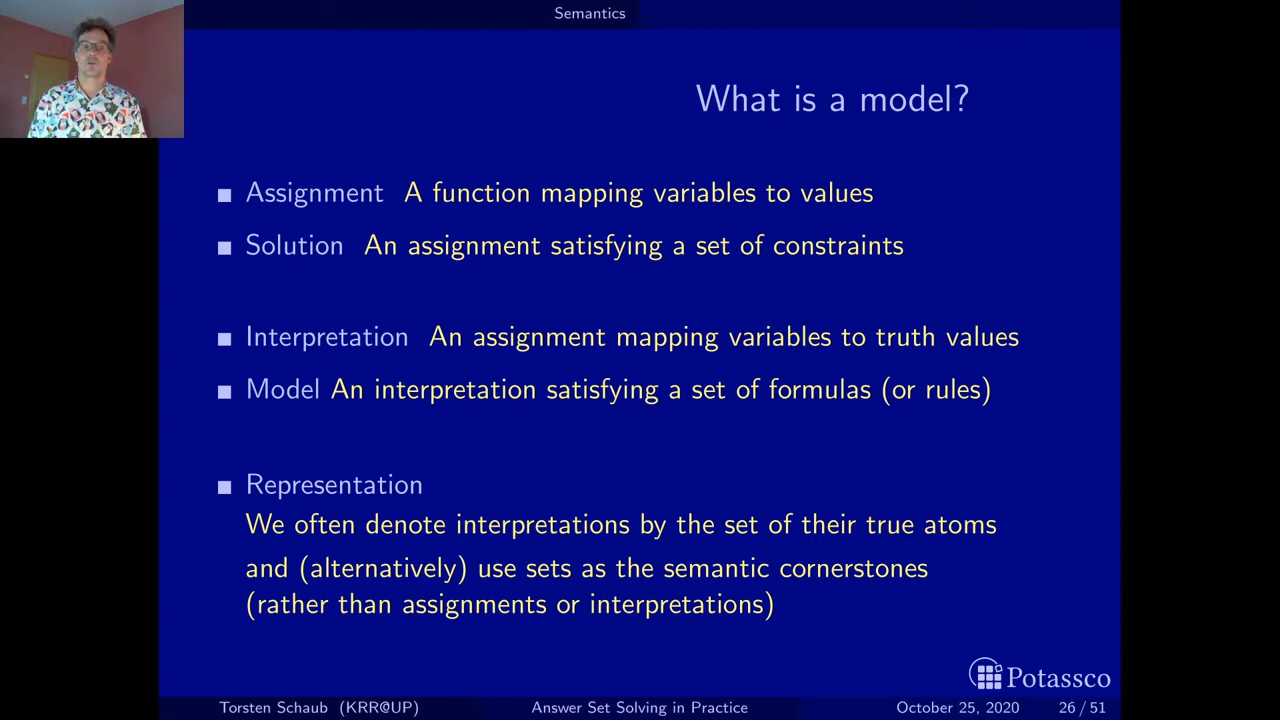 Semantics
What is a model?
Assignment A function mapping variables to values
Solution An assignment satisfying a set of constraints
Interpretation An assignment mapping variables to truth values
Model An interpretation satisfying a set of formulas (or rules)
Representation
We often denote interpretations by the set of their true atoms
and (alternatively) use sets as the semantic cornerstones
(rather than assignments or interpretations)
Potassco
Torsten Schaub (KRR@UP) Answer Set Solving in Practice October 25, 2020 26 / 51